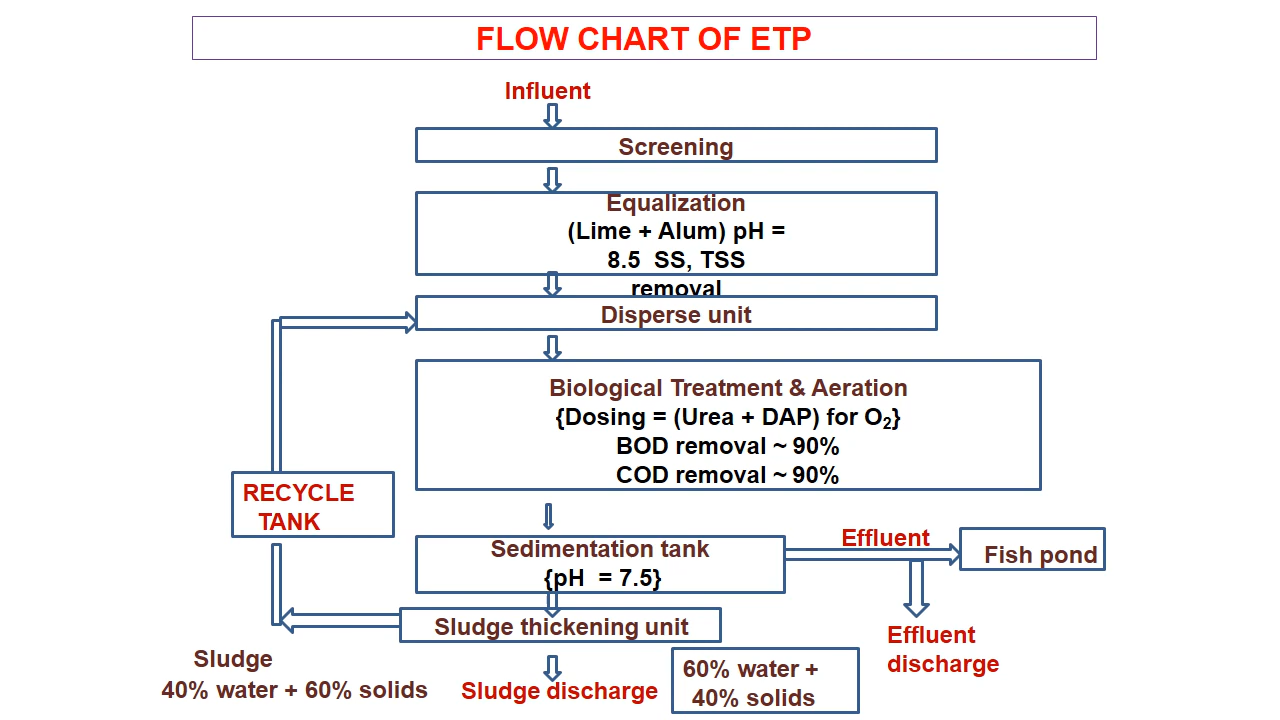 FLOW CHART OF ETP
Influent
Screening
Equalization
(Lime + Alum) pH =
8.5 SS, TSS
removal
Disperse unit
Biological Treatment & Aeration
{Dosing = (Urea + DAP) for O₂}
BOD removal ~ 90%
COD removal ~ 90%
RECYCLE
TANK
Sedimentation tank
{pH = 7.5}
Effluent
Fish pond
Sludge thickening unit
Effluent
discharge
Sludge
40% water + 60% solids
Sludge discharge
60% water +
40% solids